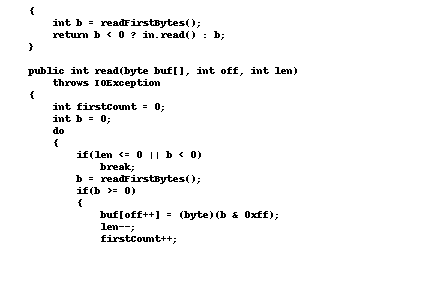 {
    int b = readFirstBytes();
    return b < 0 ? in.read() : b;
}
public int read(byte buf[], int off, int len)
    throws IOException
{
    int firstCount = 0;
    int b = 0;
    do
    {
        if(len <= 0 || b < 0)
            break;
        b = readFirstBytes();
        if(b >= 0)
        {
            buf[off++] = (byte)(b & 0xff);
            len--;
            firstCount++;